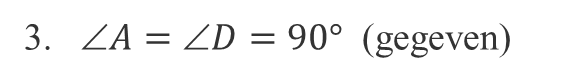 3. ∠A = ∠D = 90° (gegeven)